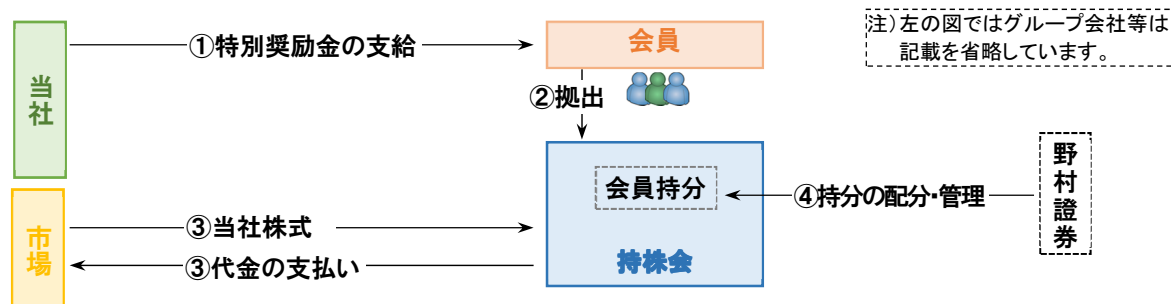 注）左の図ではグループ会社等は
記載を省略しています。
当社
①特別奨励金の支給
会員
②拠出
会員持分
④持分の配分・管理
野村證券
市場
③当社株式
③代金の支払い
持株会